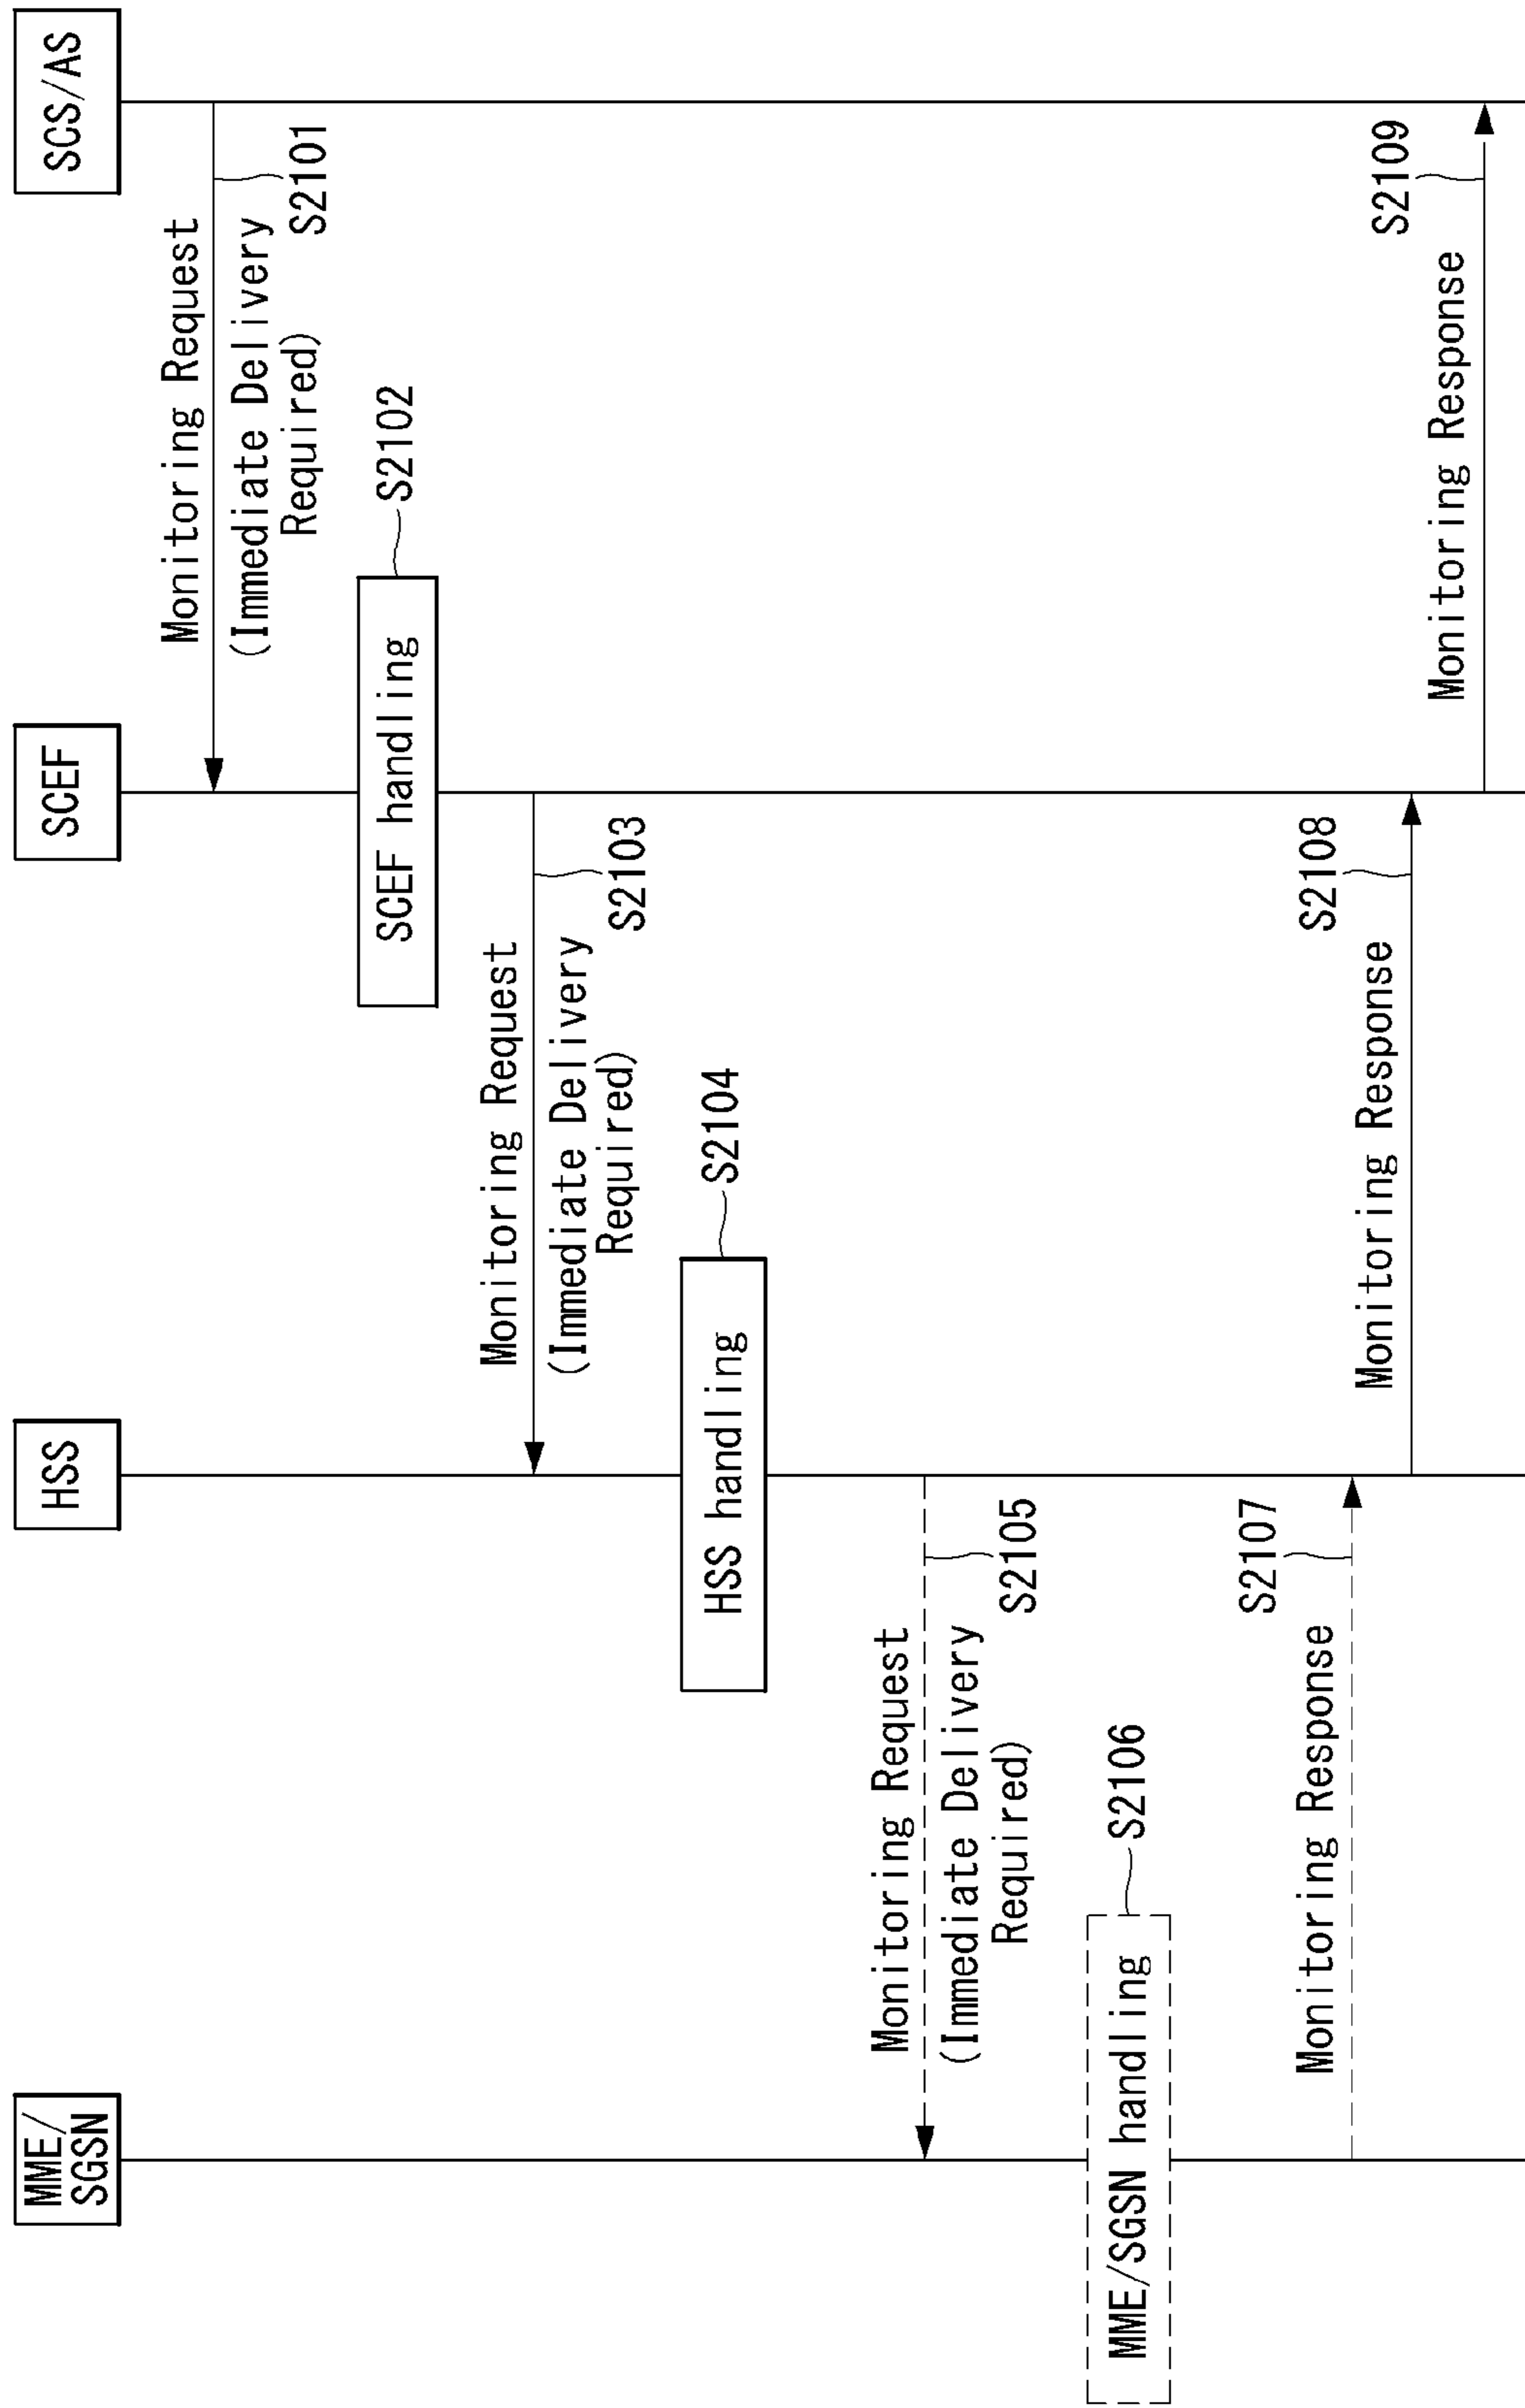 MME/
SGSN
HSS
SCEF
SCS/AS
Monitoring Request
(Immediate Delivery
Required)
S2101
SCEF handling
S2102
Monitoring Request
(Immediate Delivery
Required)
S2103
HSS handling
S2104
Monitoring Request
(Immediate Delivery
Required)
S2105
MME/SGSN handling
S2106
Monitoring Response
S2107
Monitoring Response
S2108
Monitoring Response
S2109